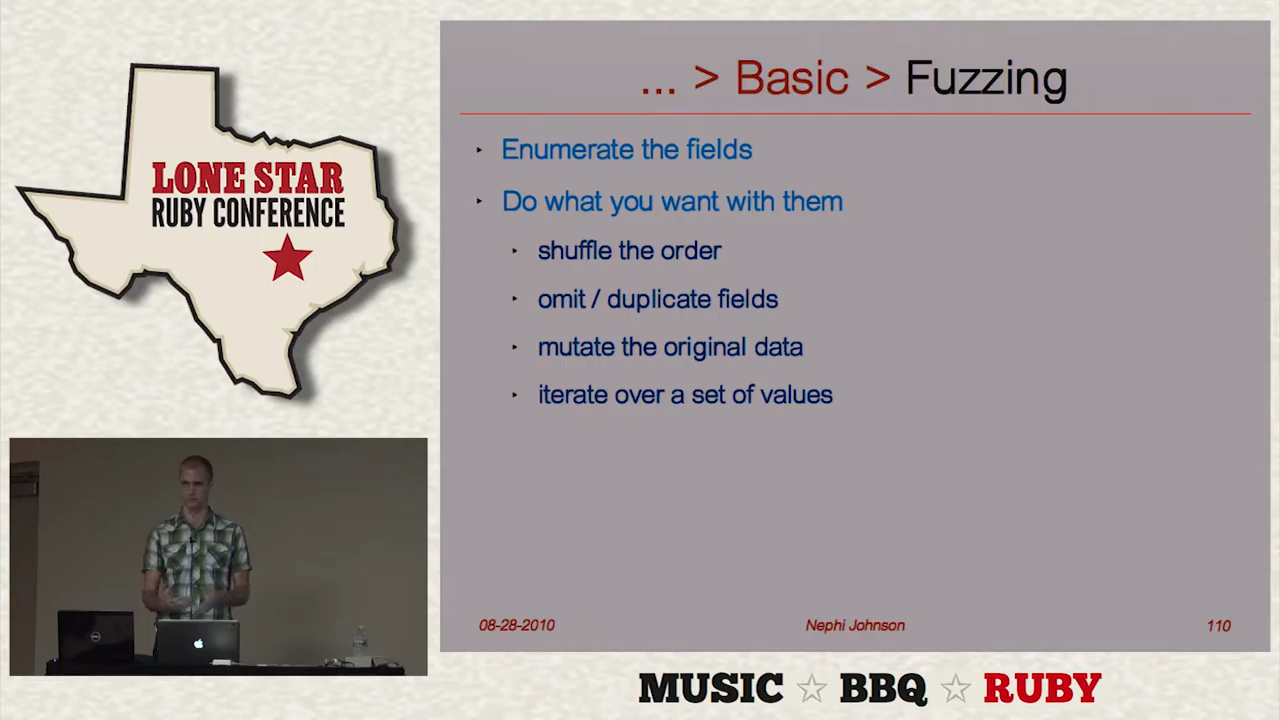 LONE STAR
RUBY CONFERENCE
... > Basic > Fuzzing
Enumerate the fields
Do what you want with them
shuffle the order
omit / duplicate fields
mutate the original data
iterate over a set of values
08-28-2010 Nephi Johnson 110
MUSIC ☆ BBQ ☆ RUBY